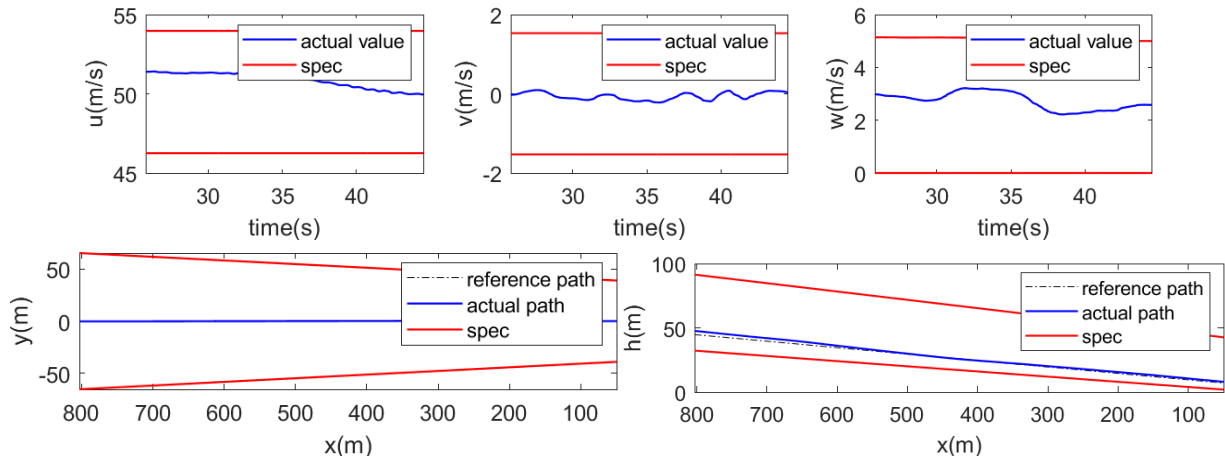 55
50
45
u(m/s)
actual value
spec
30
35
40
time(s)
2
0
-2
v(m/s)
actual value
spec
30
35
40
time(s)
6
4
2
0
w(m/s)
actual value
spec
30
35
40
time(s)
50
0
-50
y(m)
reference path
actual path
spec
800 700 600 500 400 300 200 100
x(m)
100
50
0
h(m)
reference path
actual path
spec
800 700 600 500 400 300 200 100
x(m)